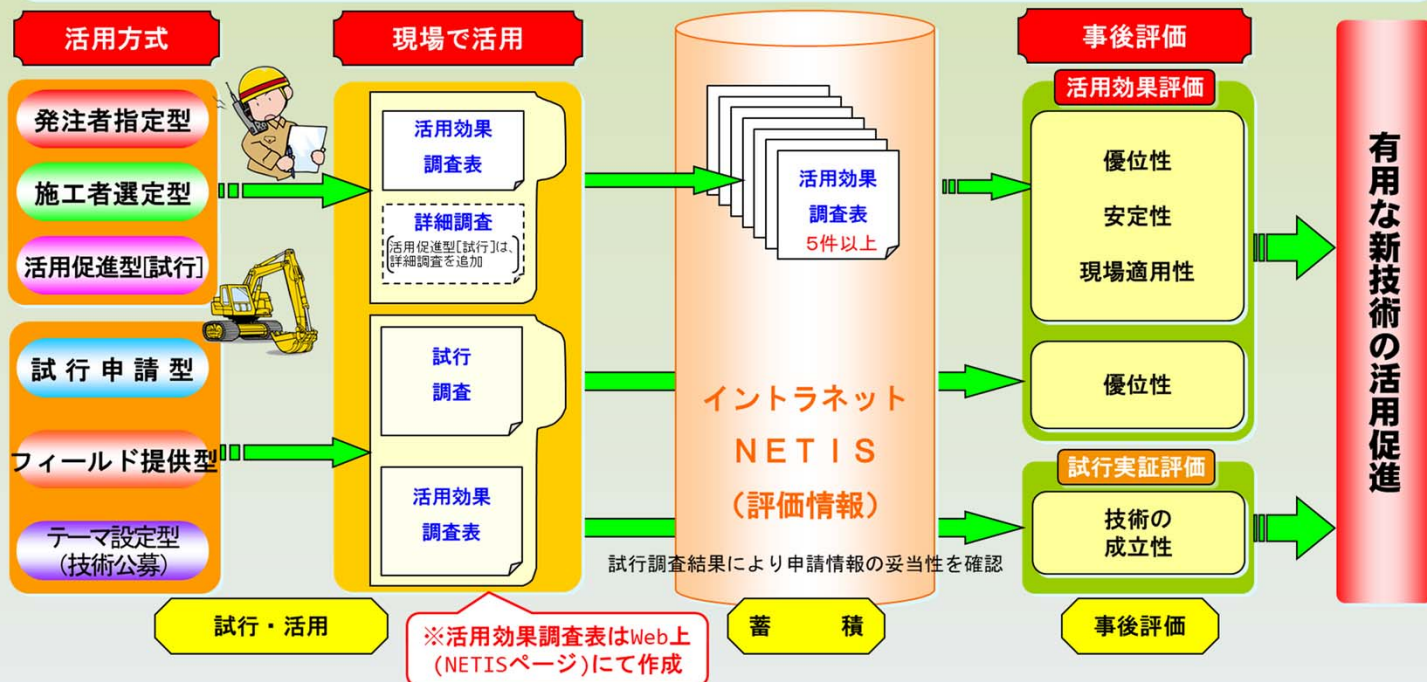 活用方式
発注者指定型
施工者選定型
活用促進型[試行]
試行申請型
フィールド提供型
テーマ設定型
(技術公募)
試行・活用
現場で活用
活用効果
調査表
詳細調査
活用促進型[試行]は、
詳細調査を追加
試行
調査
活用効果
調査表
※活用効果調査表はWeb上
(NETISページ)にて作成
活用効果
調査表
5件以上
イントラネット
NETIS
(評価情報)
試行調査結果により申請情報の妥当性を確認
蓄積
事後評価
活用効果評価
優位性
安定性
現場適用性
優位性
試行実証評価
技術の
成立性
事後評価
有用な新技術の活用促進